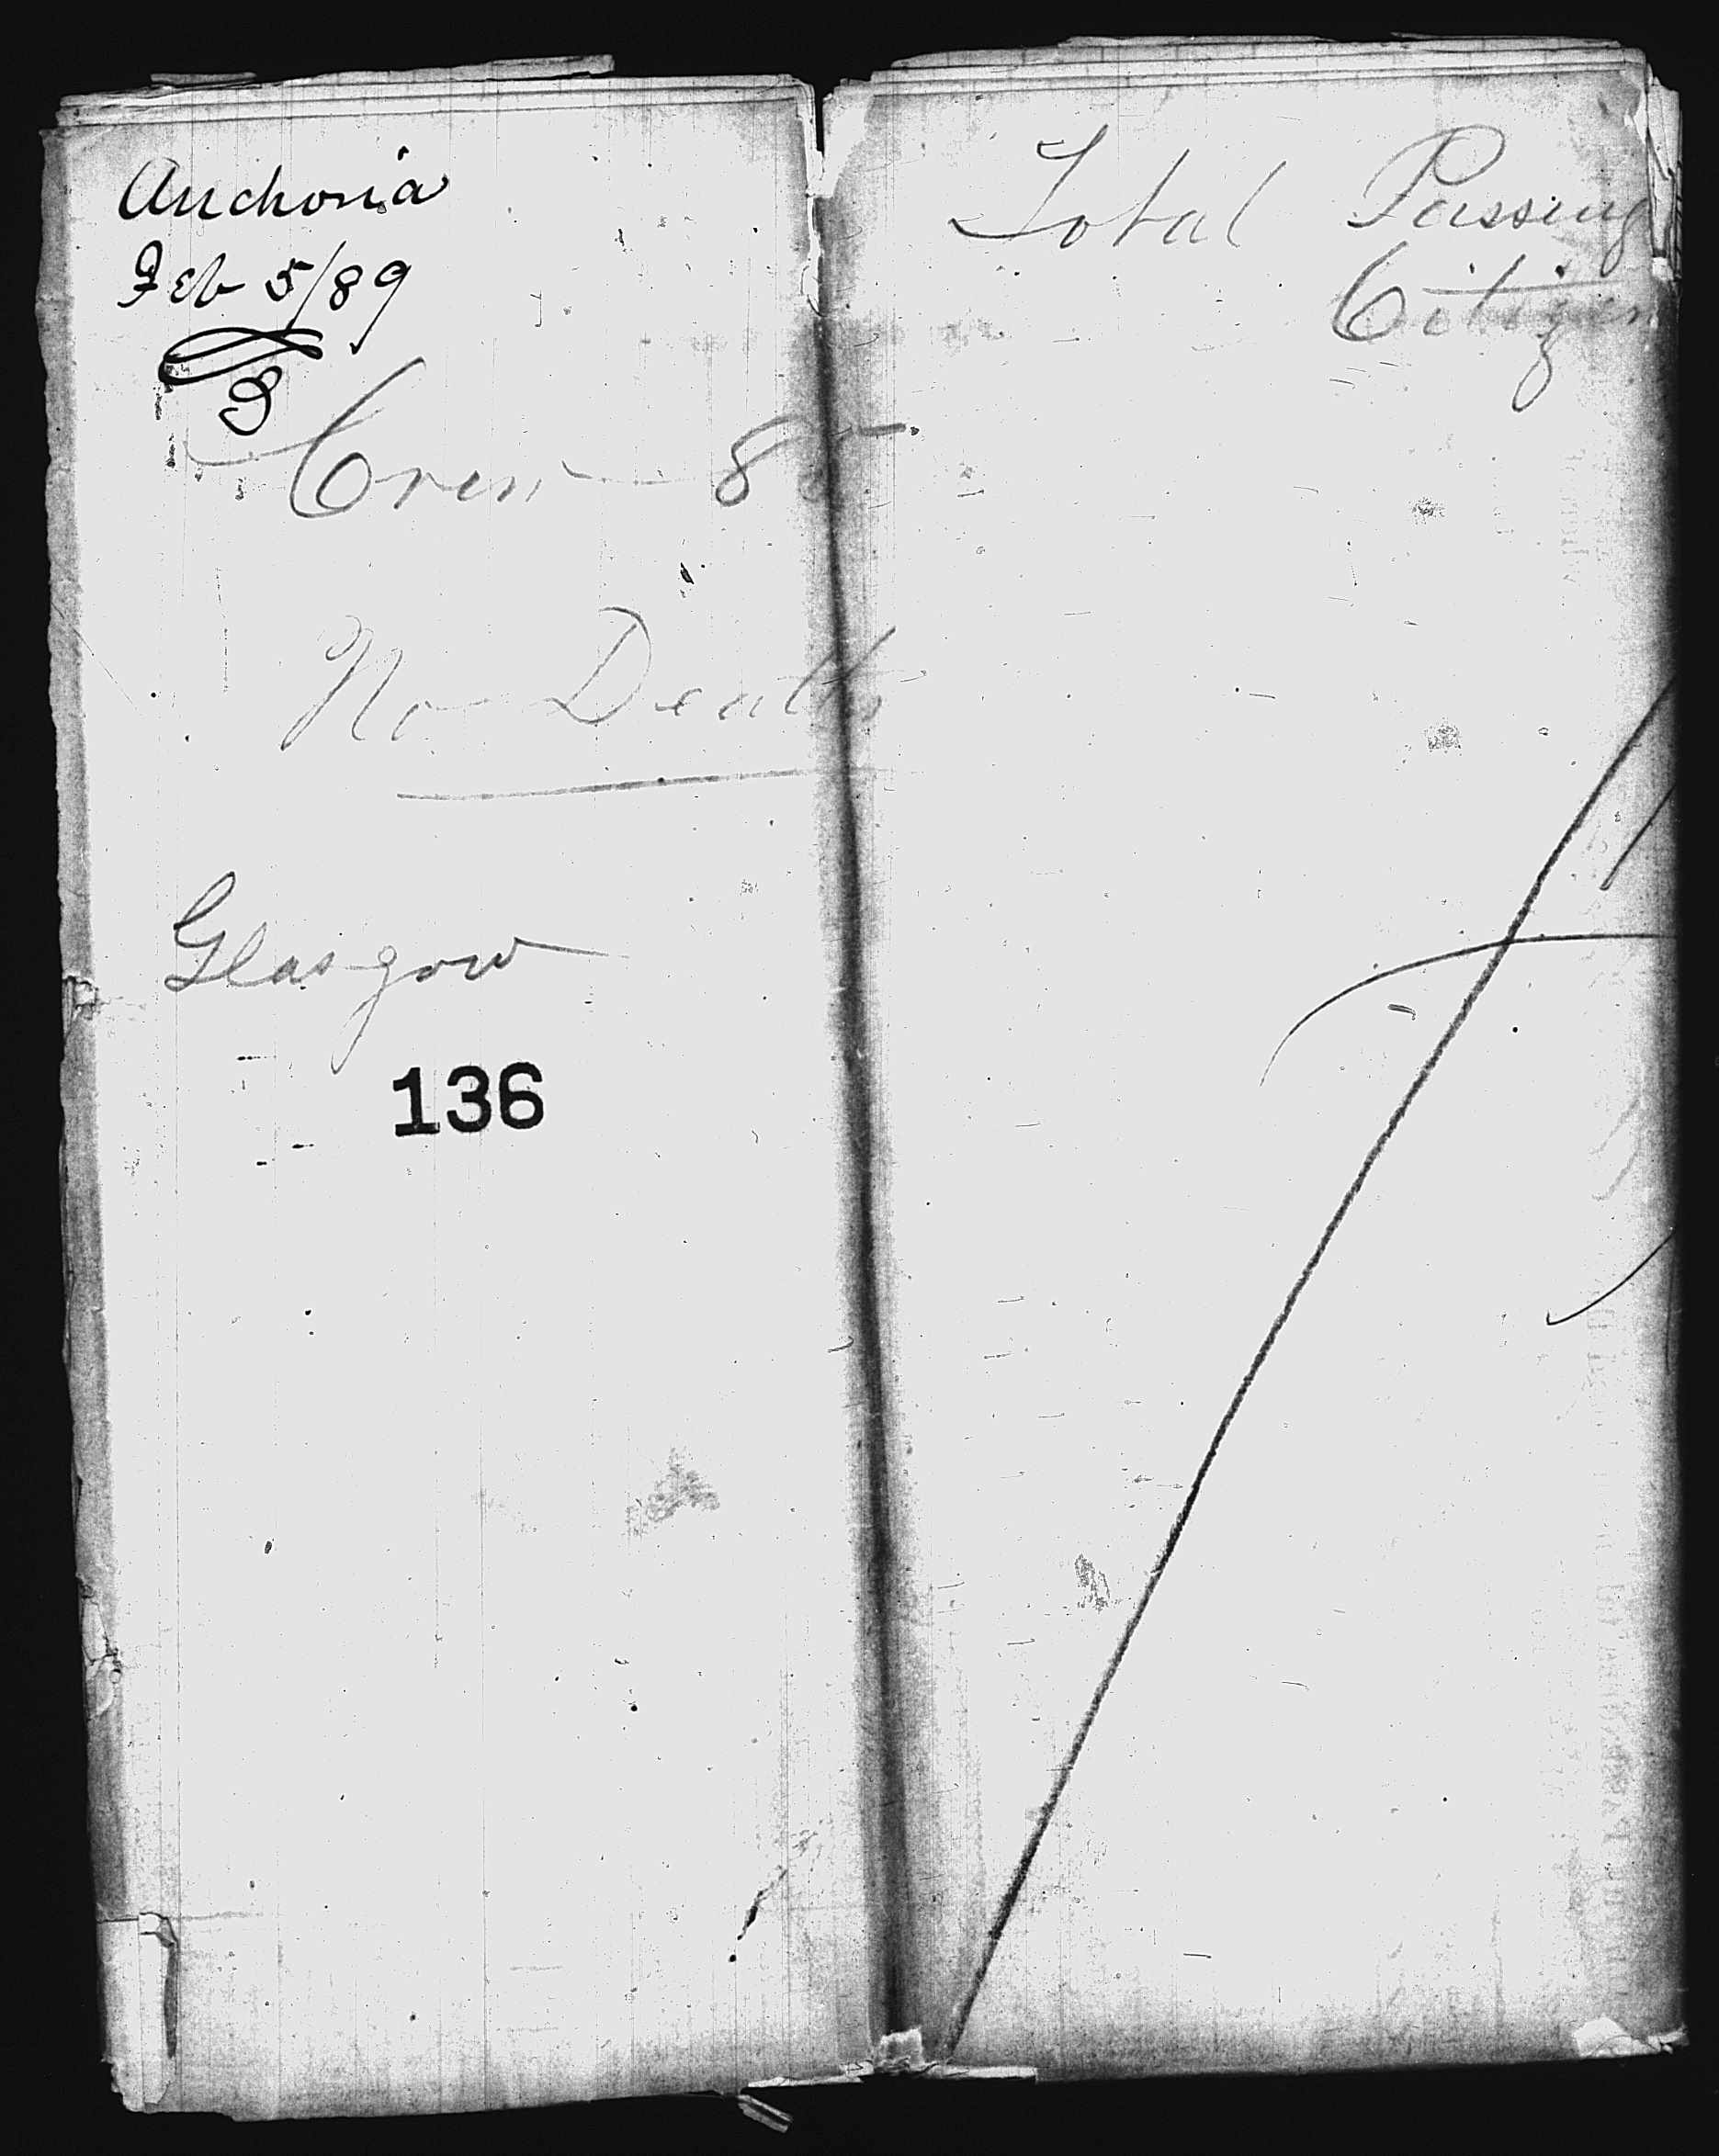 Anchoria
Feb 5/89
Crew 85
No Deaths
Glasgow
136
Total Passeng
Citizen